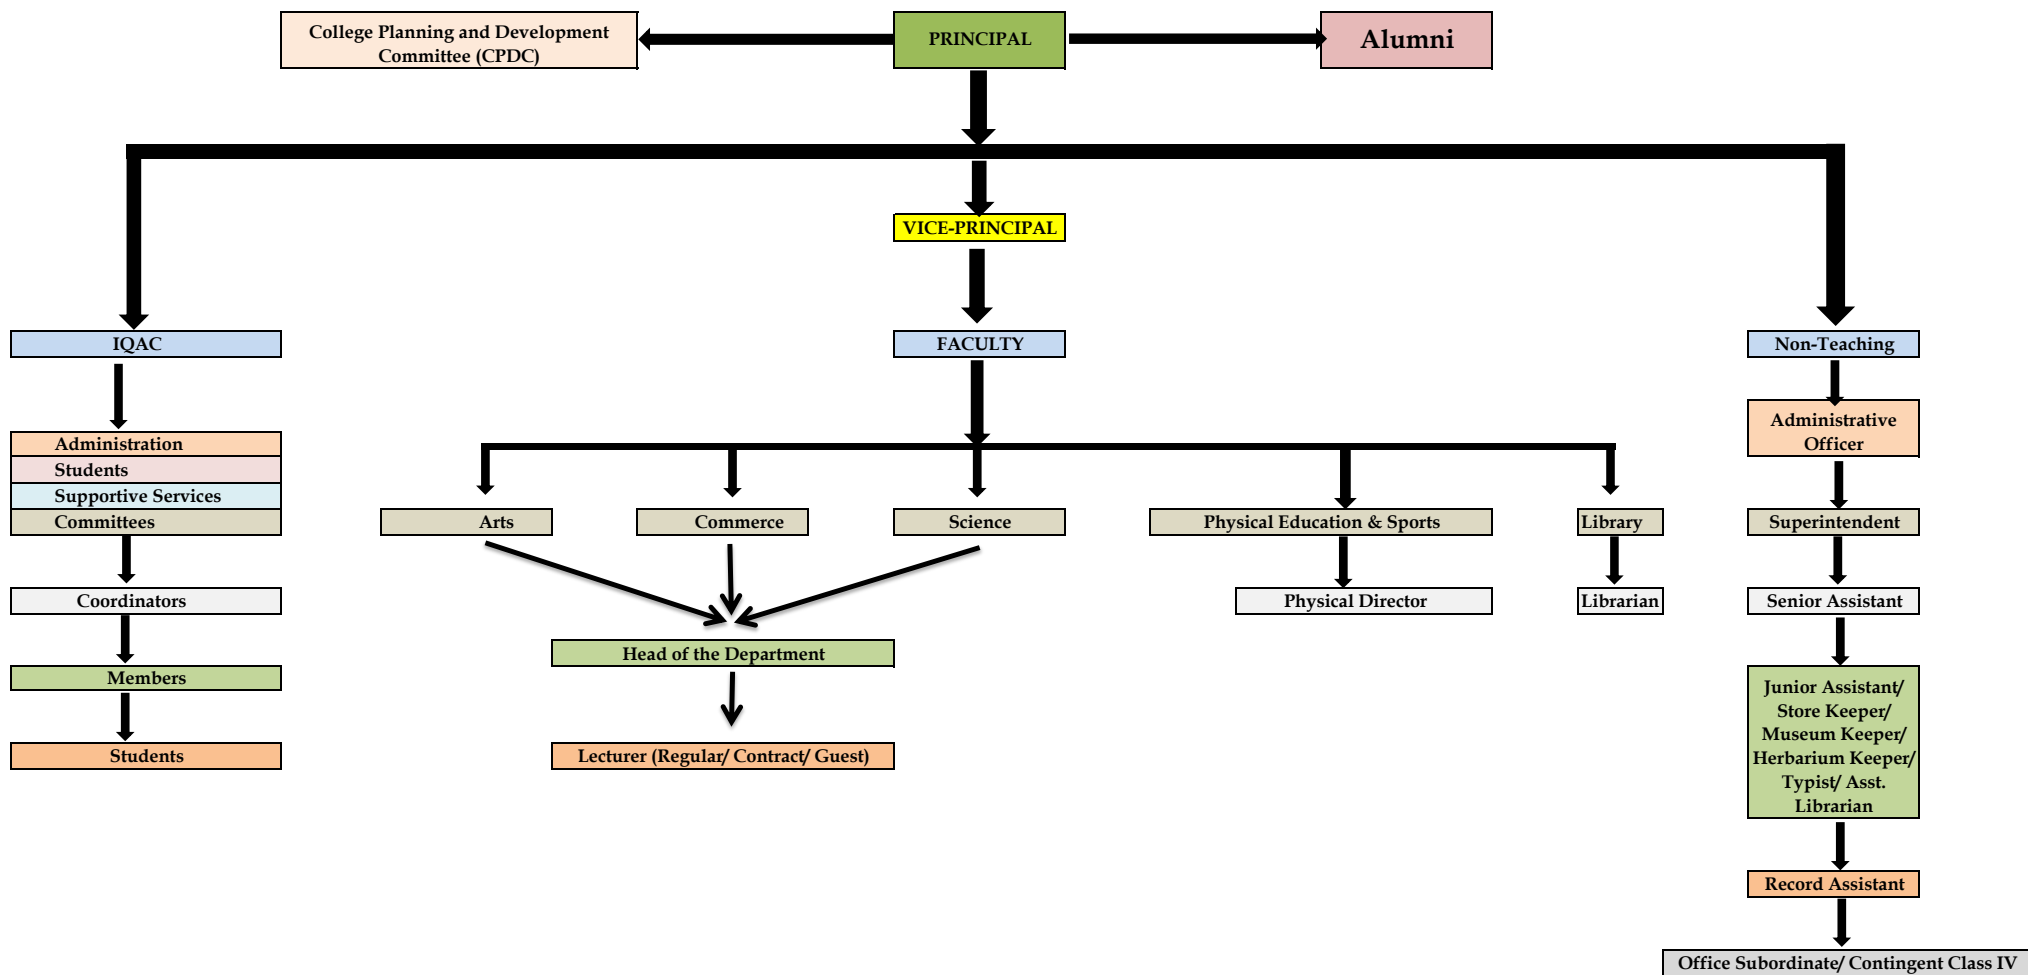 College Planning and Development
Committee (CPDC)
PRINCIPAL
Alumni
VICE-PRINCIPAL
IQAC
FACULTY
Non-Teaching
Administration
Students
Supportive Services
Committees
Administrative
Officer
Arts
Commerce
Science
Physical Education & Sports
Library
Superintendent
Coordinators
Physical Director
Librarian
Senior Assistant
Head of the Department
Members
Junior Assistant/
Store Keeper/
Museum Keeper/
Herbarium Keeper/
Typist/ Asst.
Librarian
Students
Lecturer (Regular/ Contract/ Guest)
Record Assistant
Office Subordinate/ Contingent Class IV